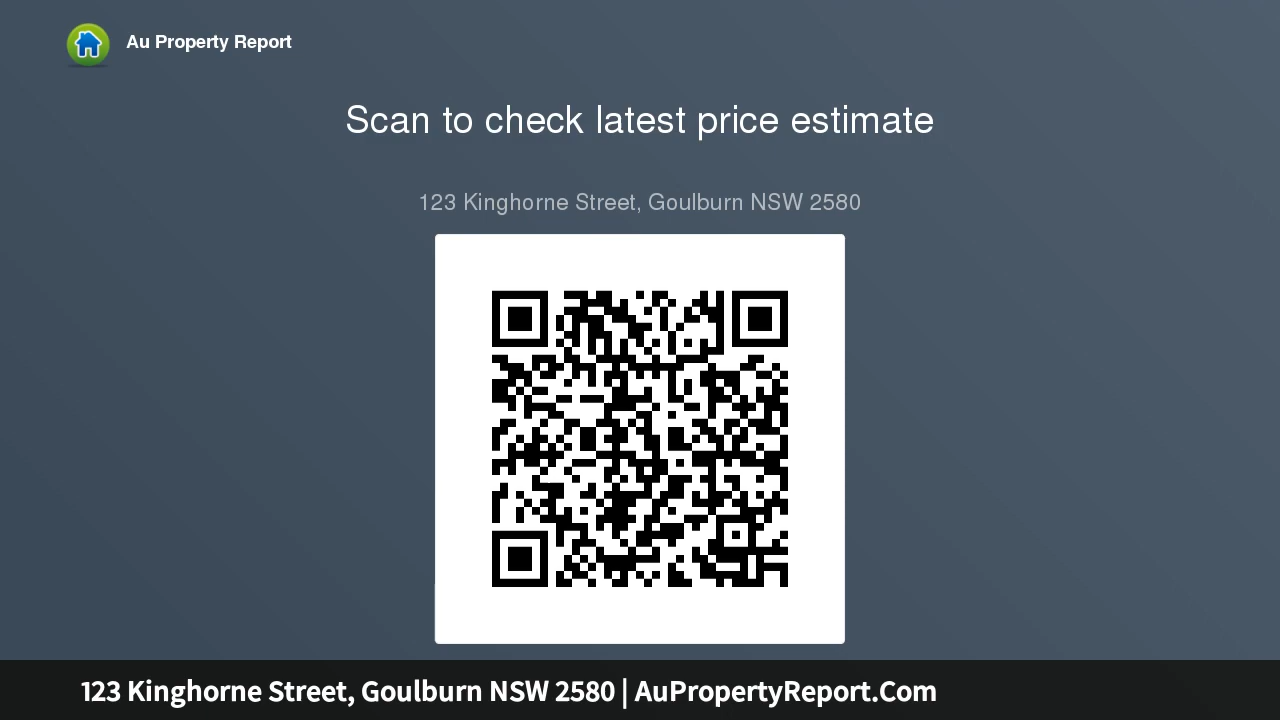 Au Property Report
Scan to check latest price estimate
123 Kinghorne Street, Goulburn NSW 2580
123 Kinghorne Street, Goulburn NSW 2580 | AuPropertyReport.Com